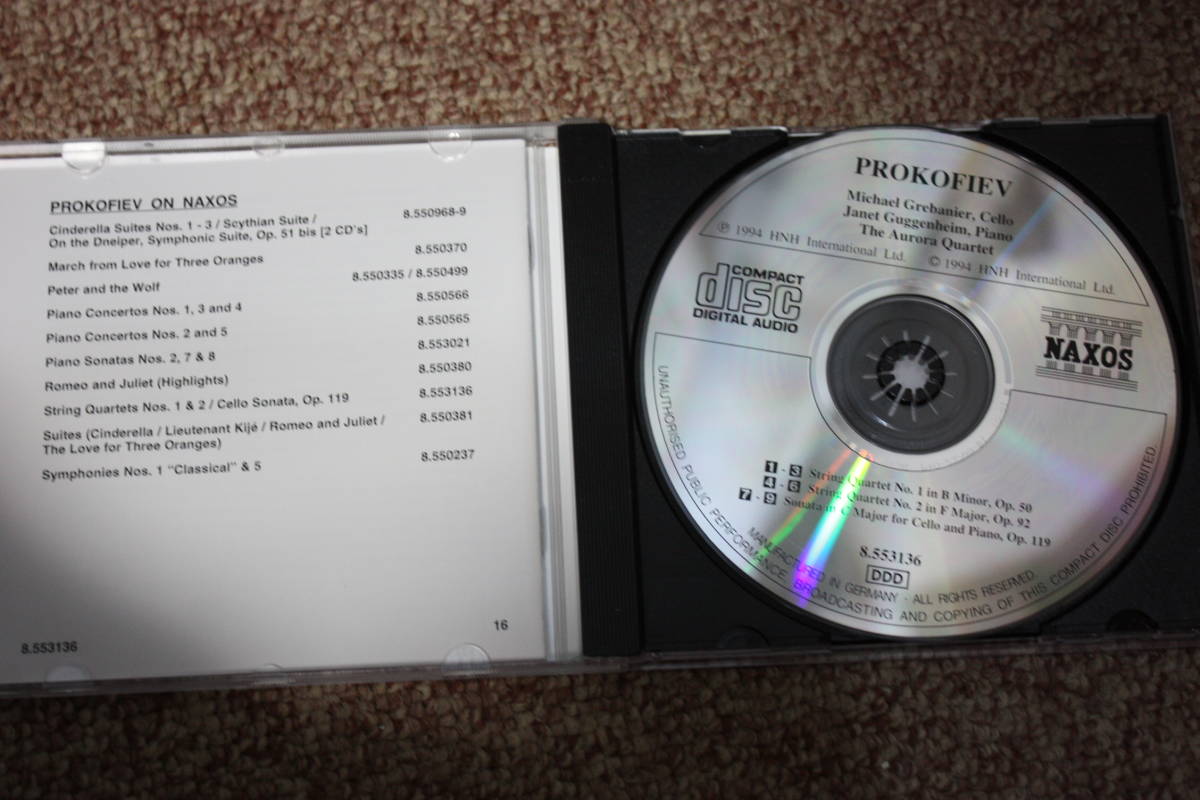 PROKOFIEV ON NAXOS
Cinderella Suites Nos. 1 - 3 / Scythian Suite / 8.550968-9
On the Dneiper, Symphonic Suite, Op. 51 bis [2 CD's]
March from Love for Three Oranges 8.550370
Peter and the Wolf 8.550335 / 8.550499
Piano Concertos Nos. 1, 3 and 4 8.550566
Piano Concertos Nos. 2 and 5 8.550565
Piano Sonatas Nos. 2, 7 & 8 8.553021
Romeo and Juliet (Highlights) 8.550380
String Quartets Nos. 1 & 2 / Cello Sonata, Op. 119 8.553136
Suites (Cinderella / Lieutenant Kijé / Romeo and Juliet / 8.550381
The Love for Three Oranges)
Symphonies Nos. 1 "Classical" & 5 8.550237
8.553136
16
PROKOFIEV
Michael Grebanier, Cello
Janet Guggenheim, Piano
The Aurora Quartet
℗ 1994 HNH International Ltd. © 1994 HNH International Ltd.
COMPACT
disc
DIGITAL AUDIO
NAXOS
1 - 3 String Quartet No. 1 in B Minor, Op. 50
4 - 6 String Quartet No. 2 in F Major, Op. 92
7 - 9 Sonata in C Major for Cello and Piano, Op. 119
8.553136
DDD
MANUFACTURED IN GERMANY - ALL RIGHTS RESERVED.
UNAUTHORISED PUBLIC PERFORMANCE, BROADCASTING AND COPYING OF THIS COMPACT DISC PROHIBITED.